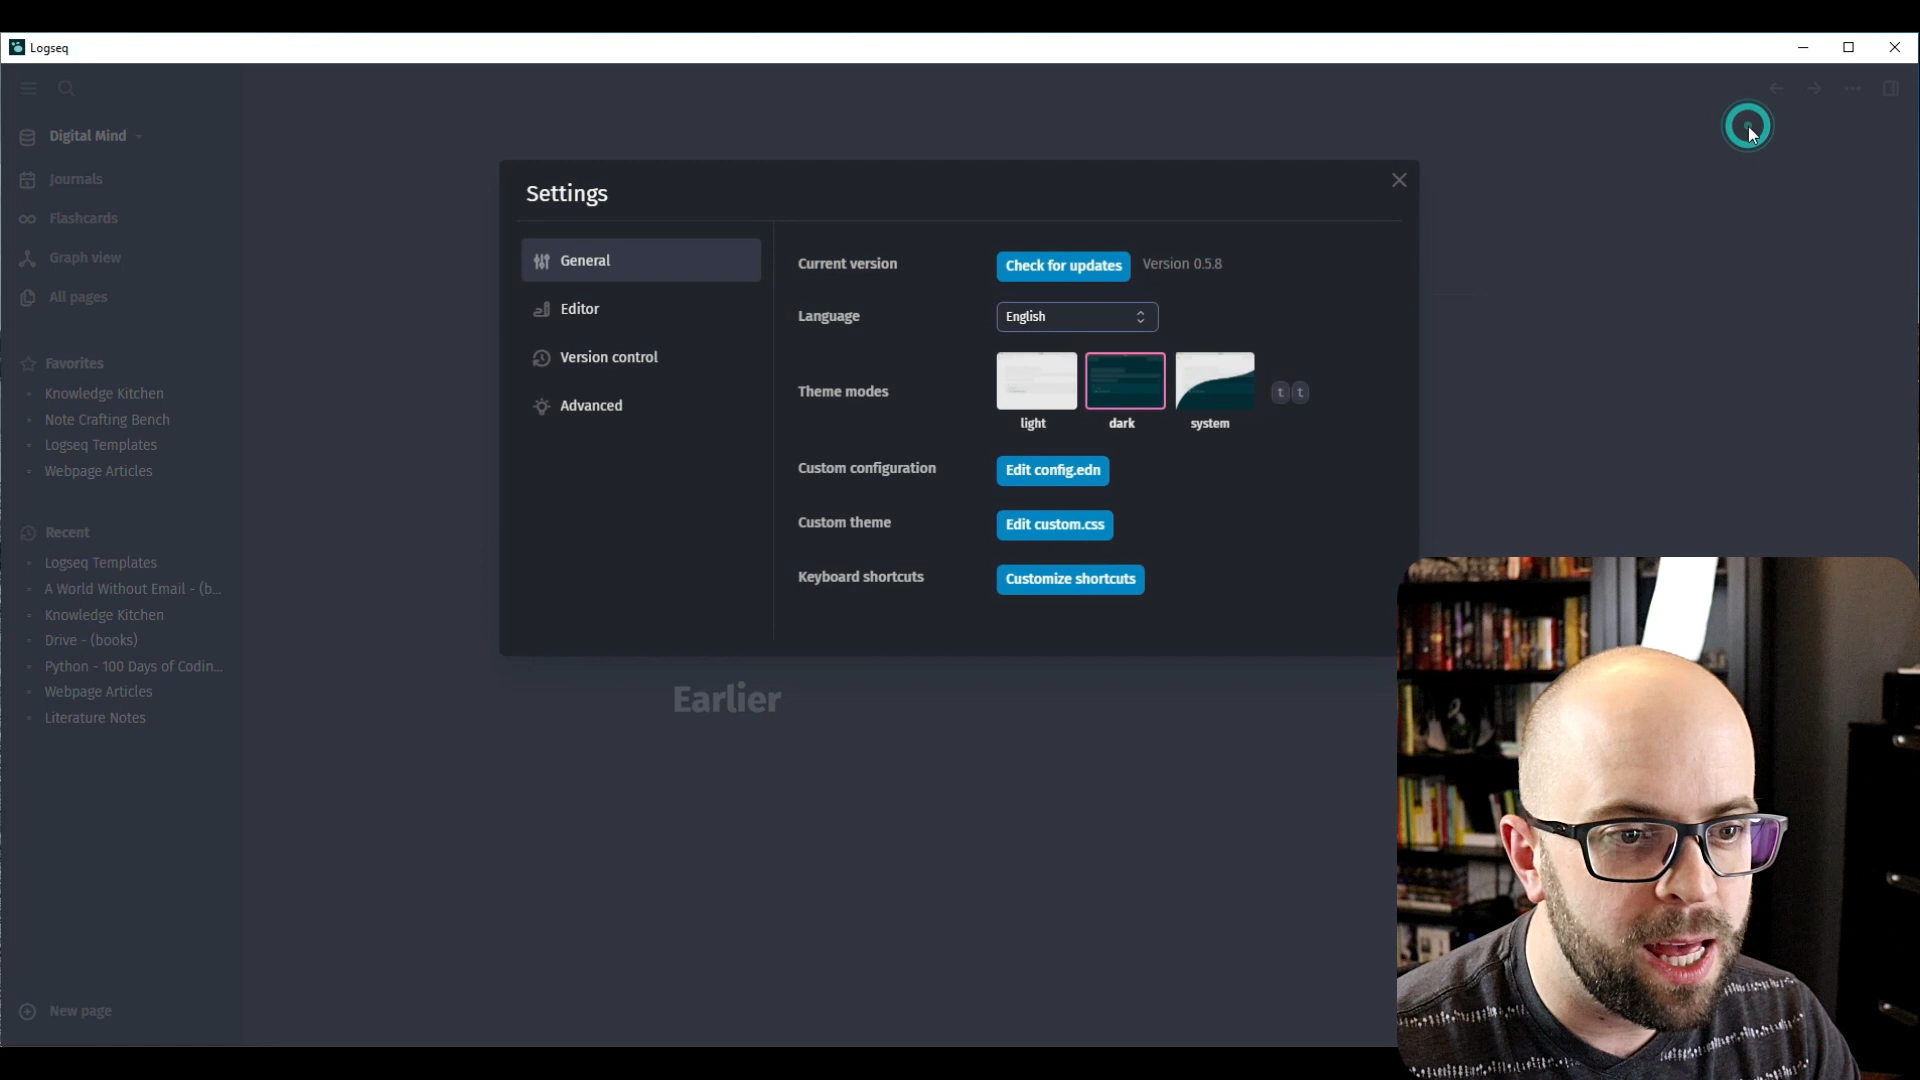 Logseq
Digital Mind
Journals
Flashcards
Graph view
All pages
Favorites
Knowledge Kitchen
Note Crafting Bench
Logseq Templates
Webpage Articles
Recent
Logseq Templates
A World Without Email - (b...
Knowledge Kitchen
Drive - (books)
Python - 100 Days of Codin...
Webpage Articles
Literature Notes
New page
Settings
General
Editor
Version control
Advanced
Current version
Check for updates
Version 0.5.8
Language
English
Theme modes
light
dark
system
t t
Custom configuration
Edit config.edn
Custom theme
Edit custom.css
Keyboard shortcuts
Customize shortcuts
Earlier